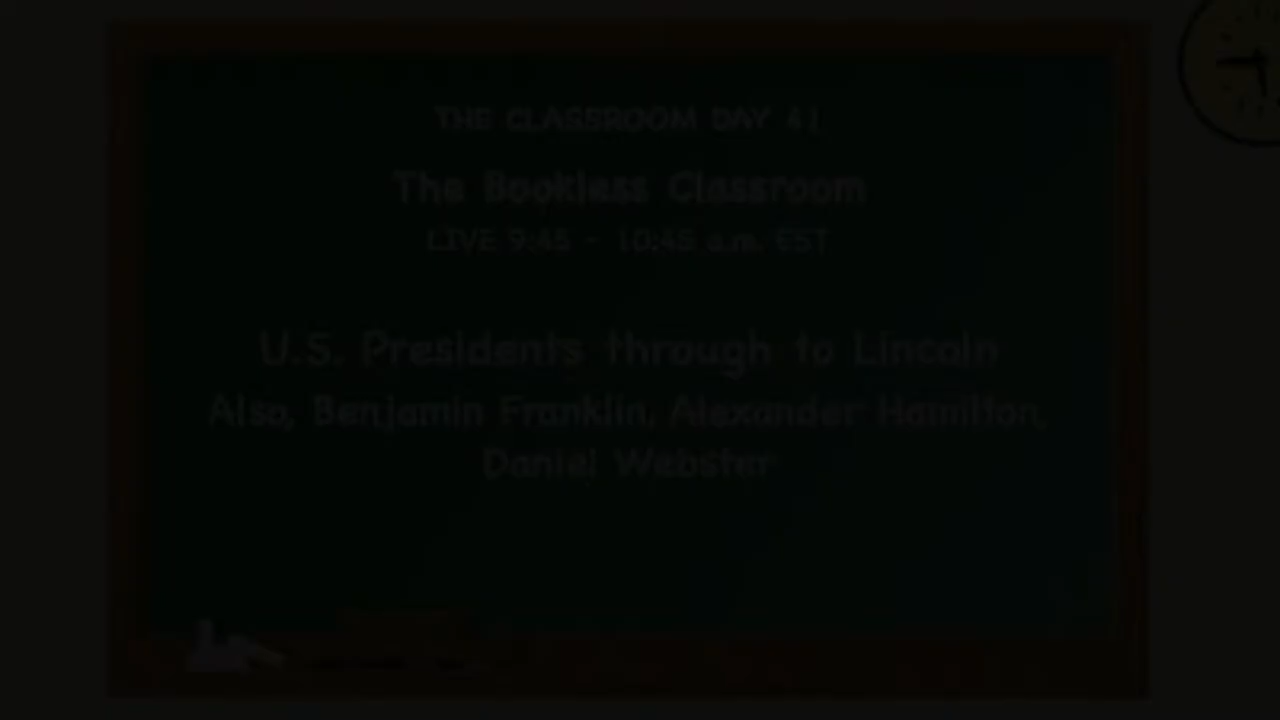 THE CLASSROOM DAY 41
The Bookless Classroom
LIVE 9:45 - 10:45 a.m. EST
U.S. Presidents through to Lincoln
Also, Benjamin Franklin, Alexander Hamilton,
Daniel Webster